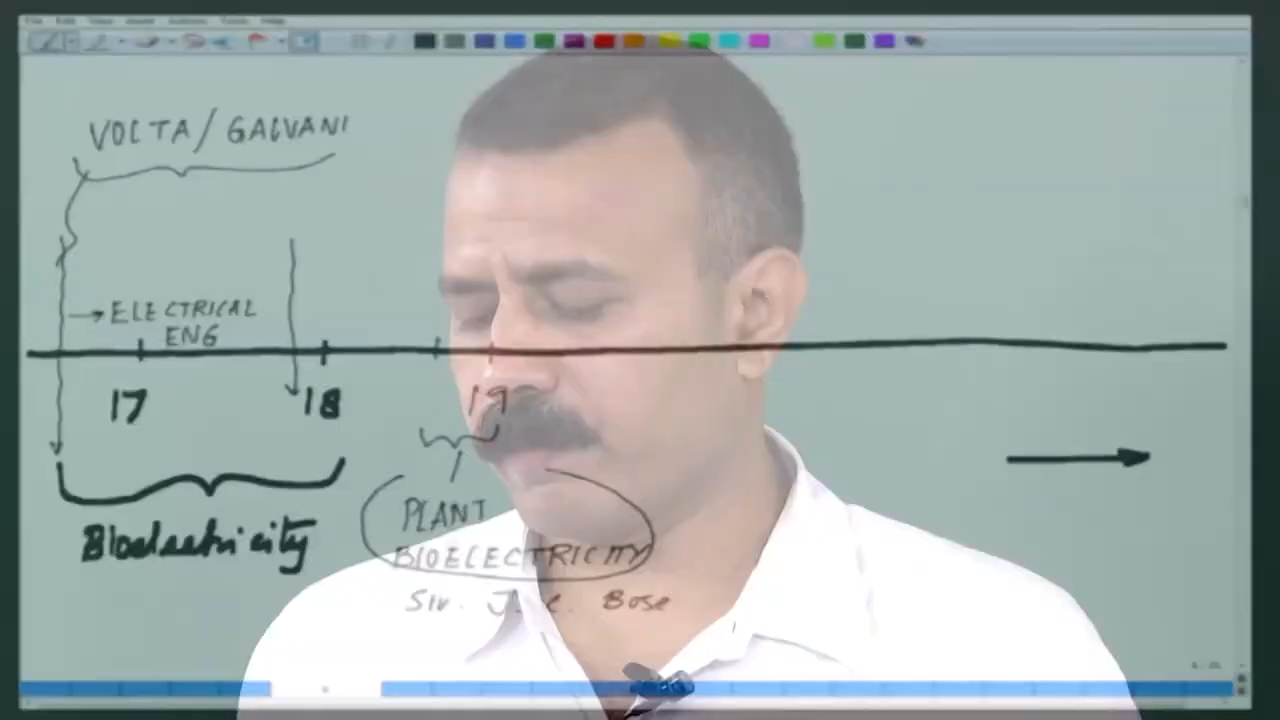 VOLTA/GALVANI
→ELECTRICAL
ENG
17
18
19
Bioelectricity
PLANT
BIOELECTRICITY
Sir. J. C. Bose